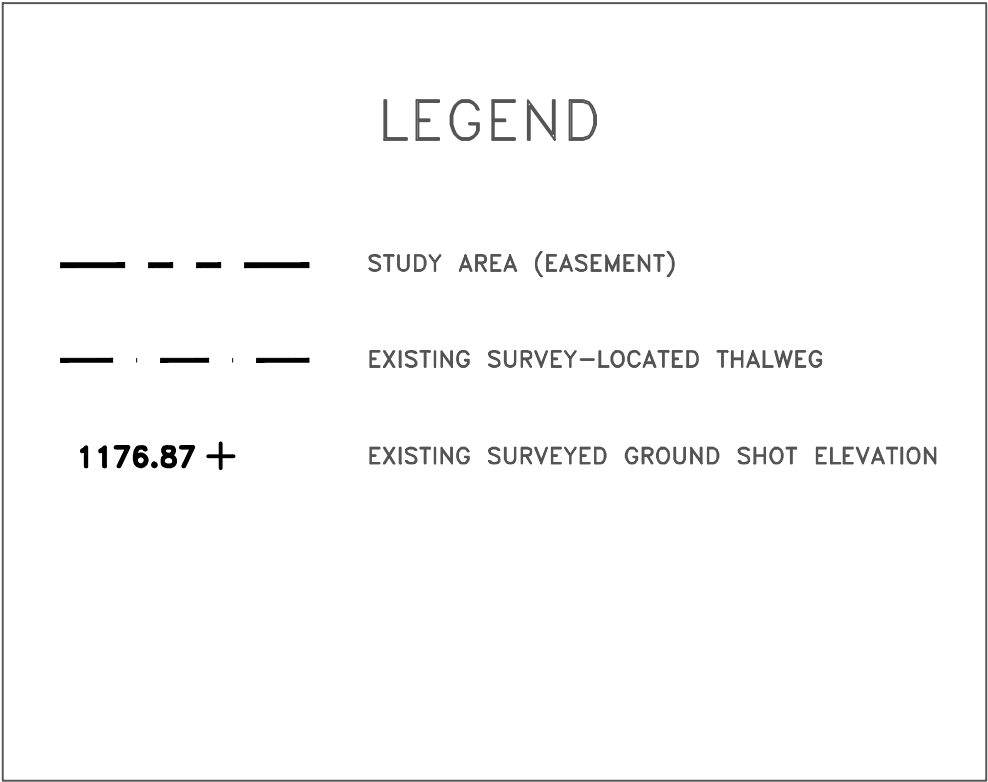 LEGEND
STUDY AREA (EASEMENT)
EXISTING SURVEY-LOCATED THALWEG
1176.87 + EXISTING SURVEYED GROUND SHOT ELEVATION